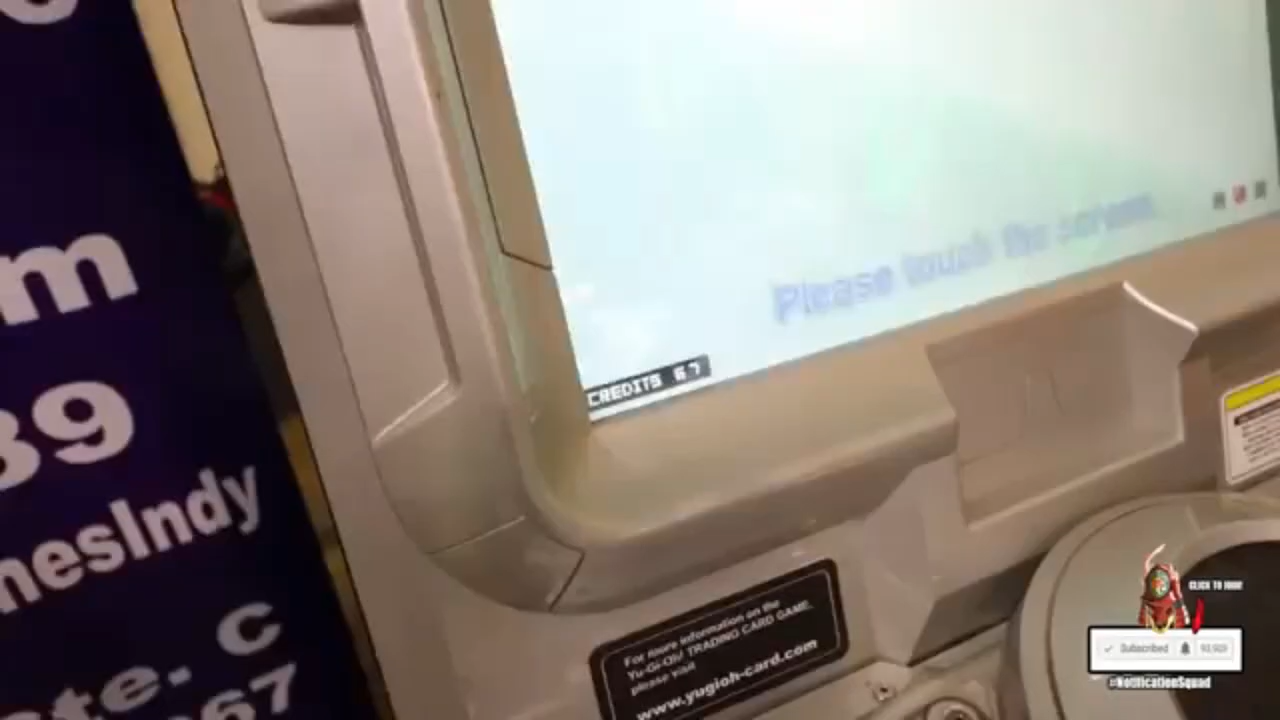 m
39
nesIndy
te. C
67
Please touch the screen
CREDITS 67
For more information on the
Yu-Gi-Oh! TRADING CARD GAME,
please visit
www.yugioh-card.com
CLICK TO JOIN!
Subscribed
#NotificationSquad